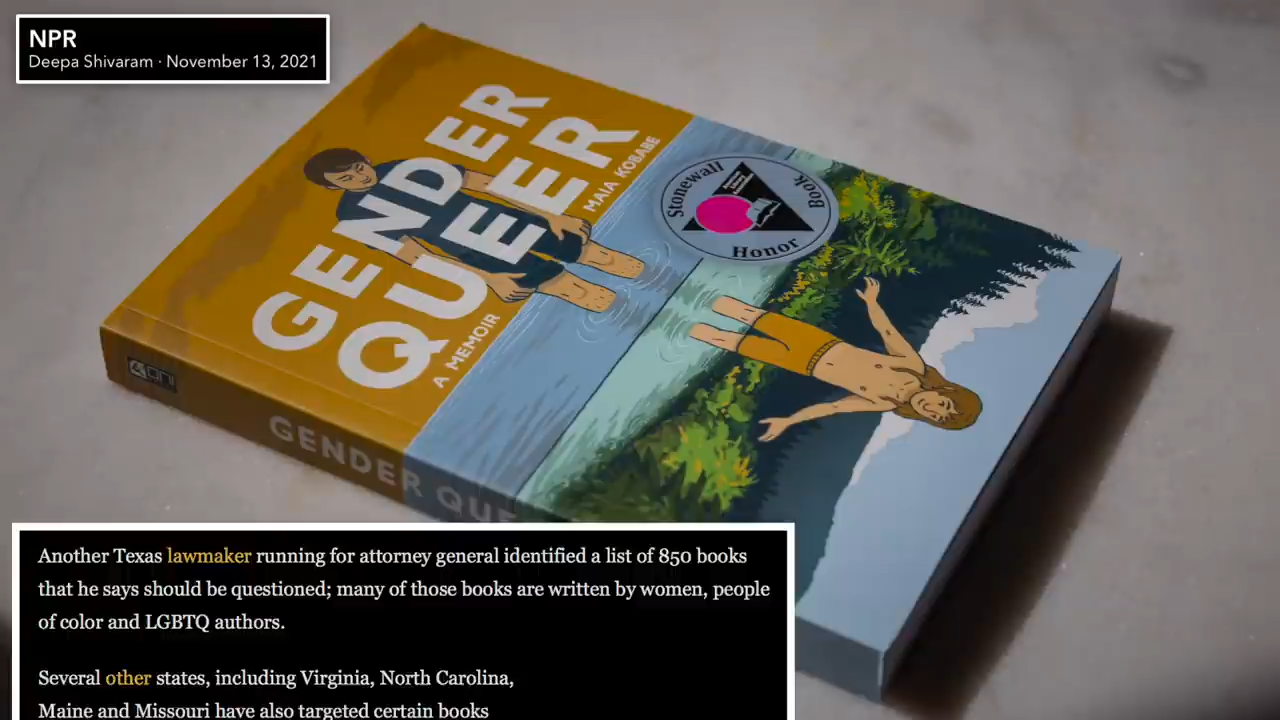 NPR
Deepa Shivaram · November 13, 2021
GENDER
QUEER
A MEMOIR
MAIA KOBABE
Stonewall
Book
Honor
ONI
GENDER QUE
Another Texas lawmaker running for attorney general identified a list of 850 books
that he says should be questioned; many of those books are written by women, people
of color and LGBTQ authors.
Several other states, including Virginia, North Carolina,
Maine and Missouri have also targeted certain books